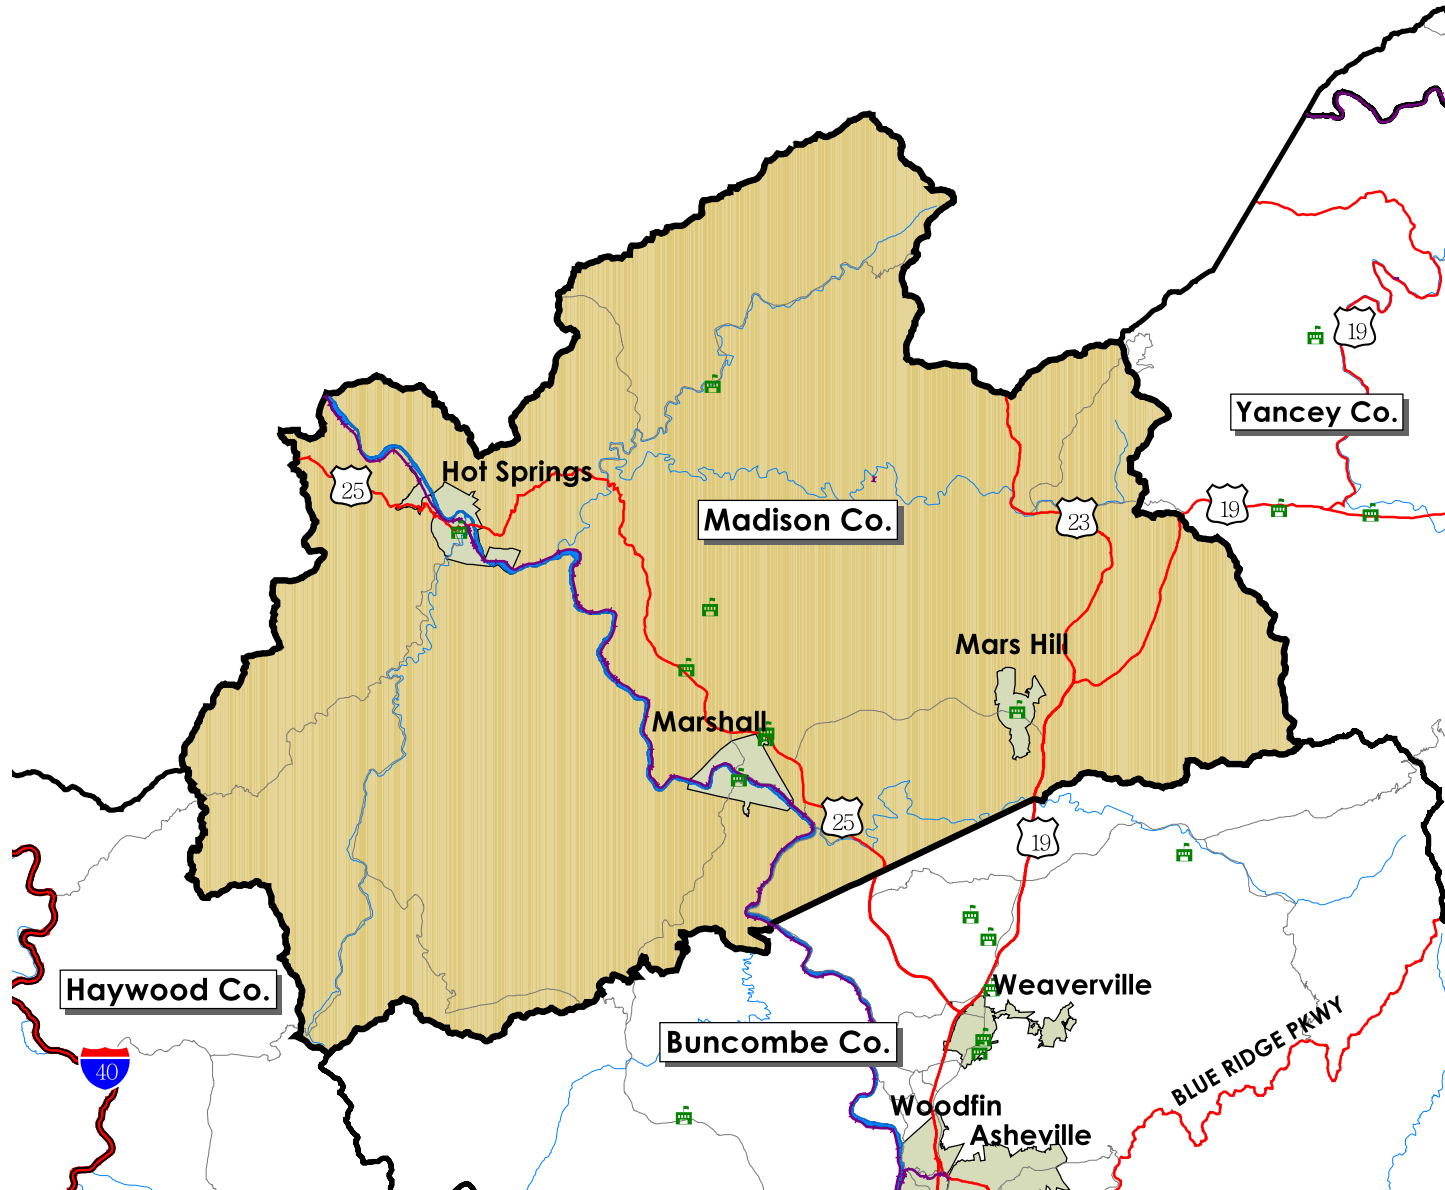 19
Yancey Co.
Hot Springs
25
19
Madison Co.
23
Mars Hill
Marshall
25
19
Haywood Co.
Weaverville
Buncombe Co.
BLUE RIDGE PKWY
40
Woodfin
Asheville